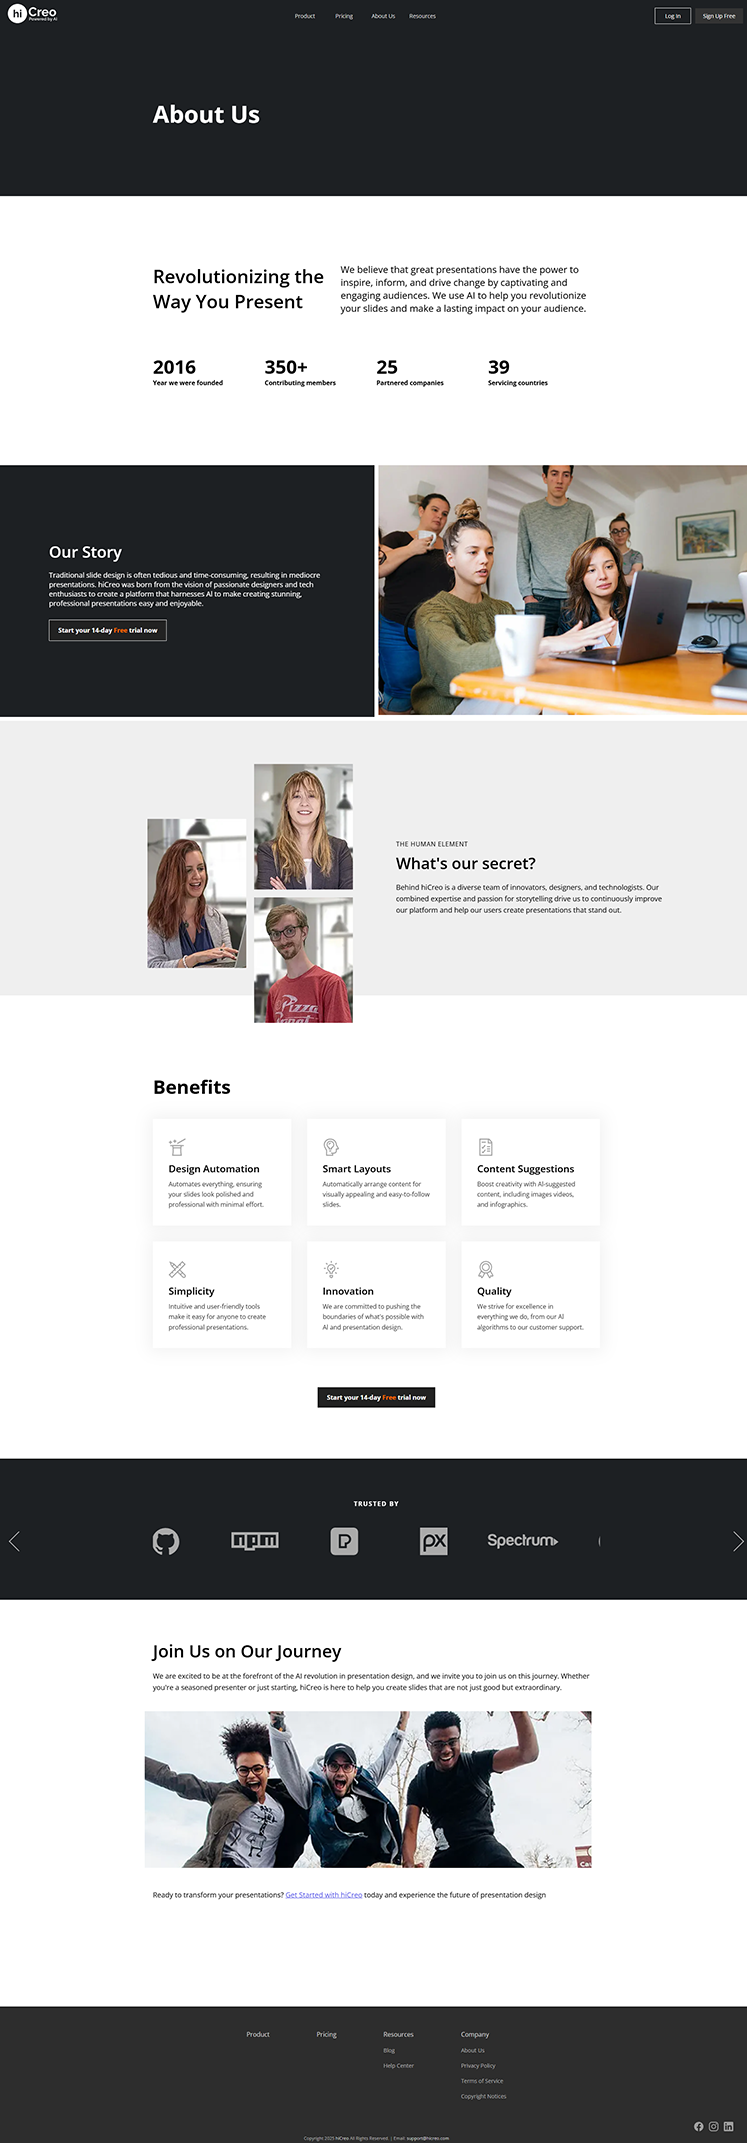 hi Creo
Powered by AI
Product Pricing About Us Resources
Log In
Sign Up Free
About Us
Revolutionizing the
Way You Present
We believe that great presentations have the power to
inspire, inform, and drive change by captivating and
engaging audiences. We use AI to help you revolutionize
your slides and make a lasting impact on your audience.
2016
Year we were founded
350+
Contributing members
25
Partnered companies
39
Servicing countries
Our Story
Traditional slide design is often tedious and time-consuming, resulting in mediocre
presentations. hiCreo was born from the vision of passionate designers and tech
enthusiasts to create a platform that harnesses AI to make creating stunning,
professional presentations easy and enjoyable.
Start your 14-day Free trial now
THE HUMAN ELEMENT
What's our secret?
Behind hiCreo is a diverse team of innovators, designers, and technologists. Our
combined expertise and passion for storytelling drive us to continuously improve
our platform and help our users create presentations that stand out.
Pizza
Benefits
Design Automation
Automates everything, ensuring
your slides look polished and
professional with minimal effort.
Smart Layouts
Automatically arrange content for
visually appealing and easy-to-follow
slides.
Content Suggestions
Boost creativity with AI-suggested
content, including images videos,
and infographics.
Simplicity
Intuitive and user-friendly tools
make it easy for anyone to create
professional presentations.
Innovation
We are committed to pushing the
boundaries of what's possible with
AI and presentation design.
Quality
We strive for excellence in
everything we do, from our AI
algorithms to our customer support.
Start your 14-day Free trial now
TRUSTED BY
npm
px
Spectrum
Join Us on Our Journey
We are excited to be at the forefront of the AI revolution in presentation design, and we invite you to join us on this journey. Whether
you're a seasoned presenter or just starting, hiCreo is here to help you create slides that are not just good but extraordinary.
Ready to transform your presentations? Get Started with hiCreo today and experience the future of presentation design
Product
Pricing
Resources
Blog
Help Center
Company
About Us
Privacy Policy
Terms of Service
Copyright Notices
Copyright 2025 hiCreo All Rights Reserved. | Email: support@hicreo.com